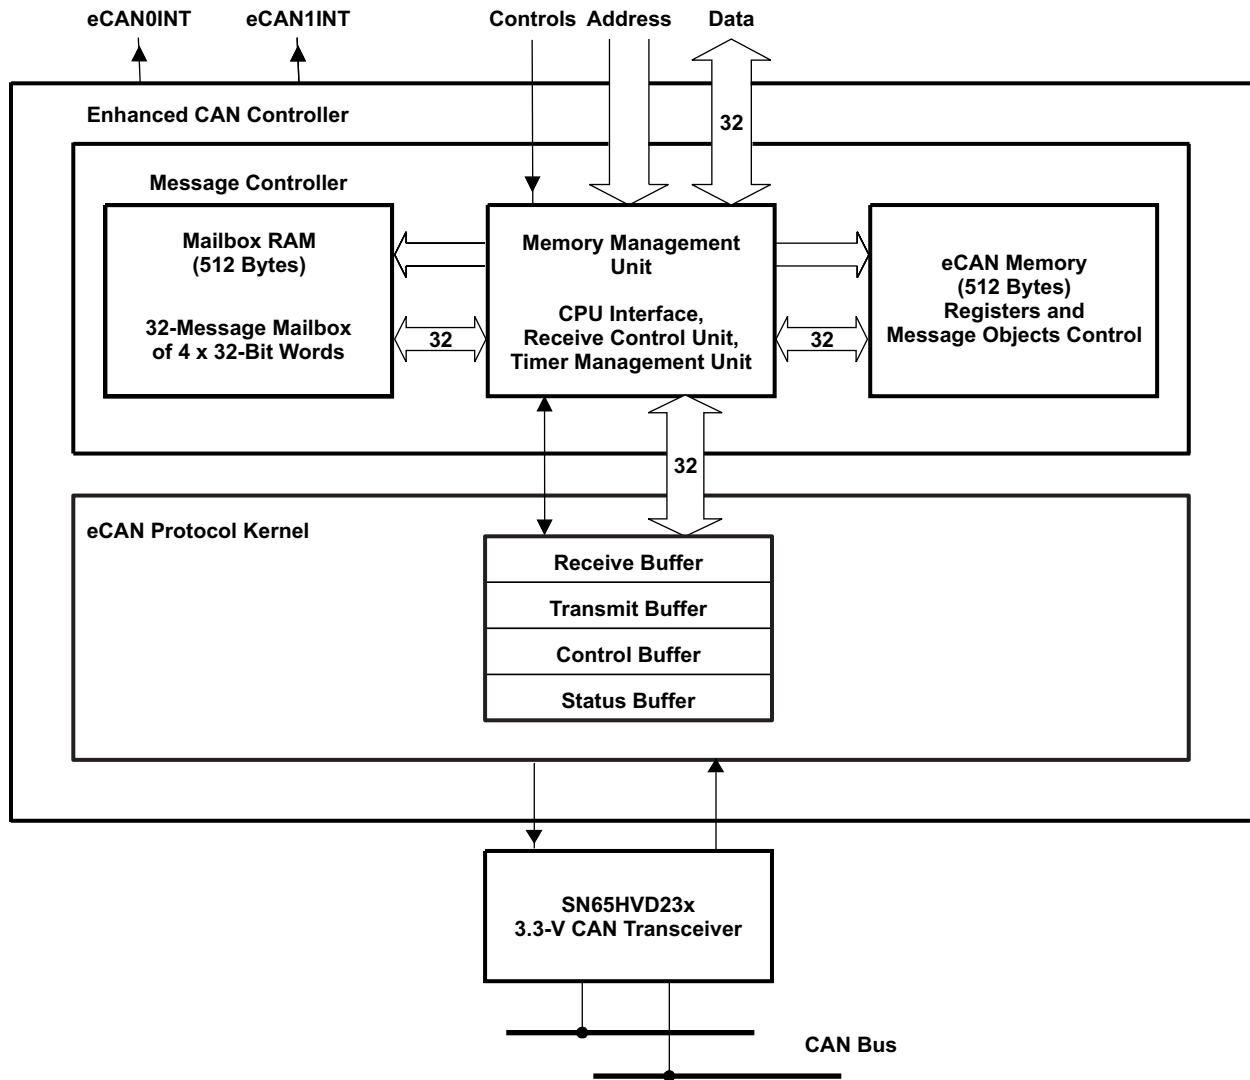 eCAN0INT
eCAN1INT
Controls
Address
Data
32
Enhanced CAN Controller
Message Controller
Mailbox RAM
(512 Bytes)
32-Message Mailbox
of 4 x 32-Bit Words
32
Memory Management
Unit
CPU Interface,
Receive Control Unit,
Timer Management Unit
32
eCAN Memory
(512 Bytes)
Registers and
Message Objects Control
32
eCAN Protocol Kernel
Receive Buffer
Transmit Buffer
Control Buffer
Status Buffer
SN65HVD23x
3.3-V CAN Transceiver
CAN Bus